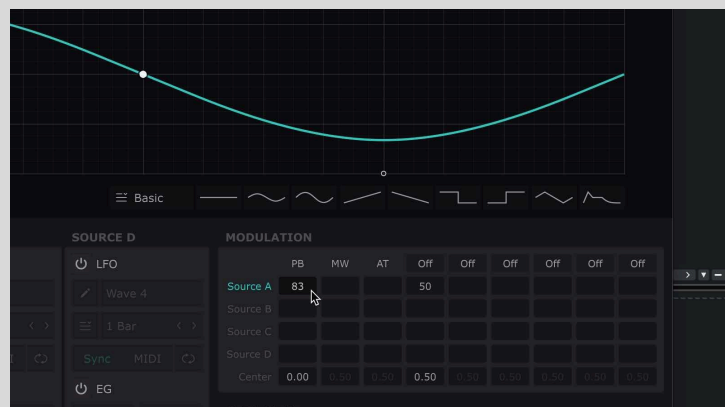 Basic
SOURCE D
MODULATION
LFO
PB MW AT Off Off Off Off Off Off
Source A 83 50
Wave 4
Source B
1 Bar
Source C
Sync MIDI
Source D
Center 0.00 0.50 0.50 0.50 0.50 0.50 0.50 0.50 0.50
EG